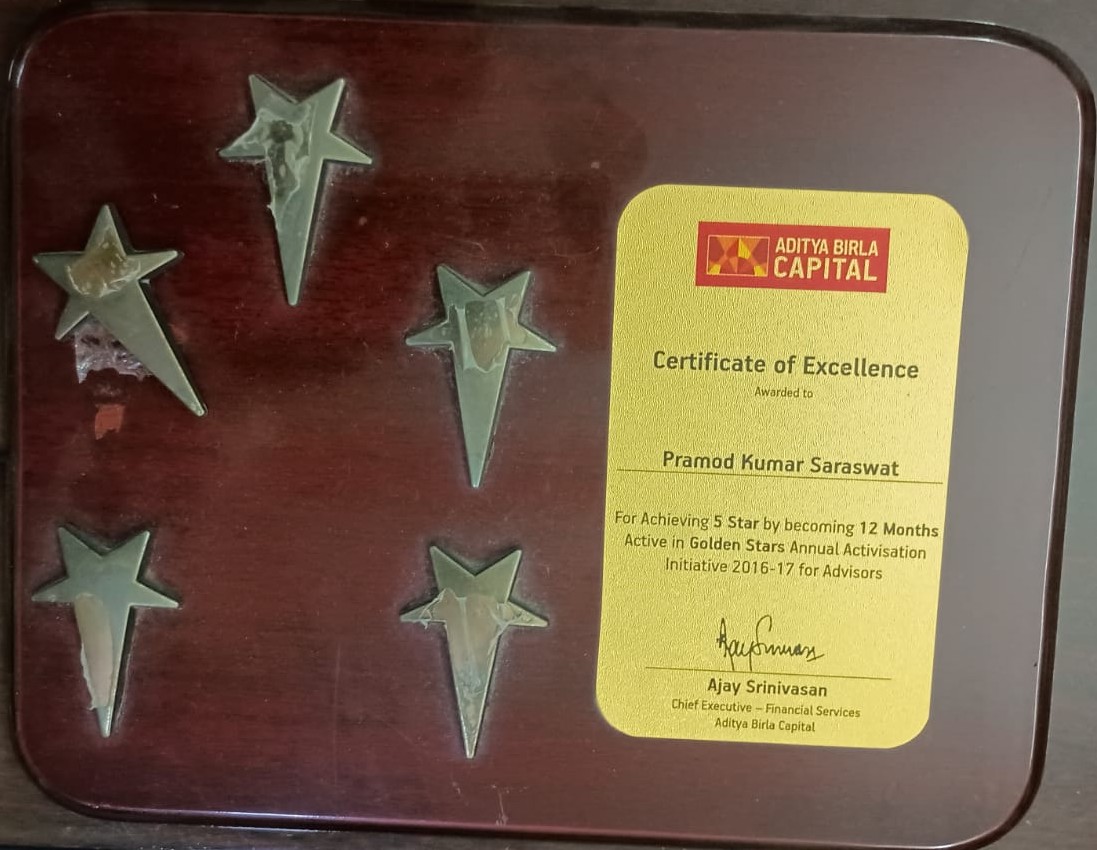 ADITYA BIRLA
CAPITAL
Certificate of Excellence
Awarded to
Pramod Kumar Saraswat
For Achieving 5 Star by becoming 12 Months
Active in Golden Stars Annual Activisation
Initiative 2016-17 for Advisors
Ajay Srinivasan
Chief Executive – Financial Services
Aditya Birla Capital